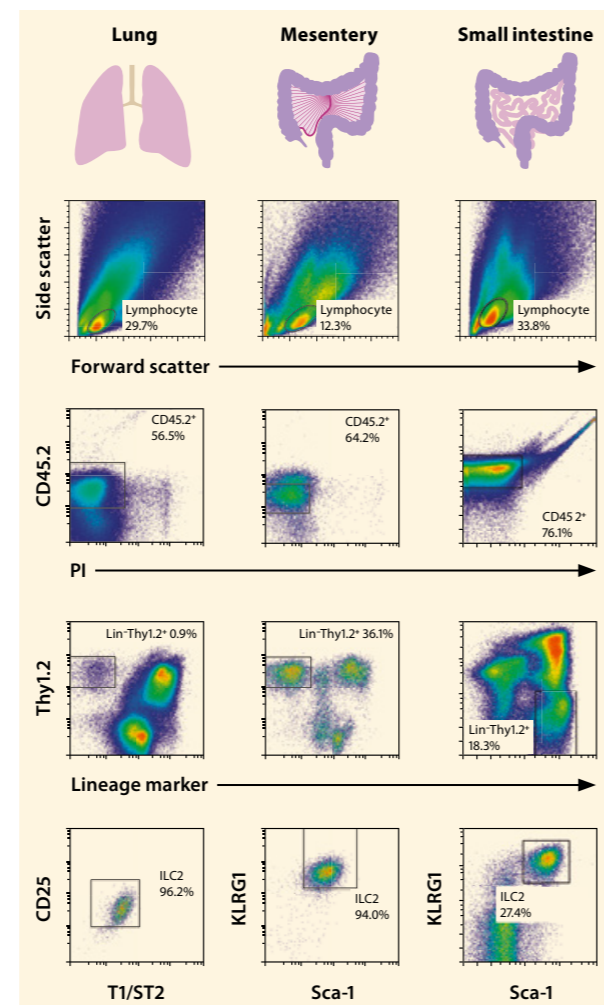 Lung Mesentery Small intestine
Side scatter
Lymphocyte
29.7%
Lymphocyte
12.3%
Lymphocyte
33.8%
Forward scatter
CD45.2
CD45.2⁺
56.5%
CD45.2⁺
64.2%
CD45 2⁺
76.1%
PI
Thy1.2
Lin⁻Thy1.2⁺ 0.9%
Lin⁻Thy1.2⁺ 36.1%
Lin⁻Thy1.2⁺
18.3%
Lineage marker
CD25
ILC2
96.2%
KLRG1
ILC2
94.0%
KLRG1
ILC2
27.4%
T1/ST2 Sca-1 Sca-1